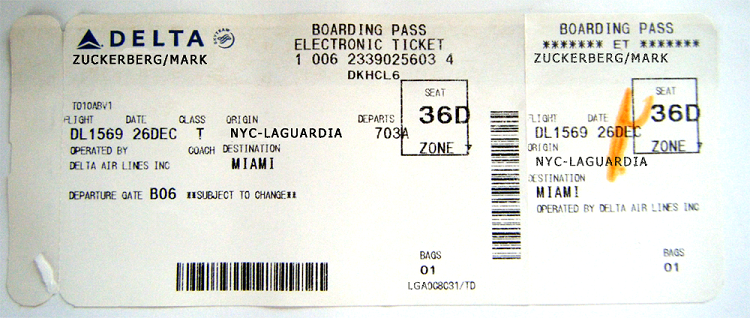 DELTA
SKYTEAM
ZUCKERBERG/MARK
BOARDING PASS
ELECTRONIC TICKET
1 006 2339025603 4
DKHCL6
SEAT
36D
ZONE
TO10ABV1
FLIGHT DATE CLASS ORIGIN DEPARTS
DL1569 26DEC T NYC-LAGUARDIA 703A
OPERATED BY COACH DESTINATION
DELTA AIR LINES INC MIAMI
DEPARTURE GATE B06 **SUBJECT TO CHANGE**
BAGS
01
LGA0C8C31/TD
BOARDING PASS
******* ET *******
ZUCKERBERG/MARK
SEAT
36D
ZONE
FLIGHT DATE
DL1569 26DEC
ORIGIN
NYC-LAGUARDIA
DESTINATION
MIAMI
OPERATED BY DELTA AIR LINES INC
BAGS
01